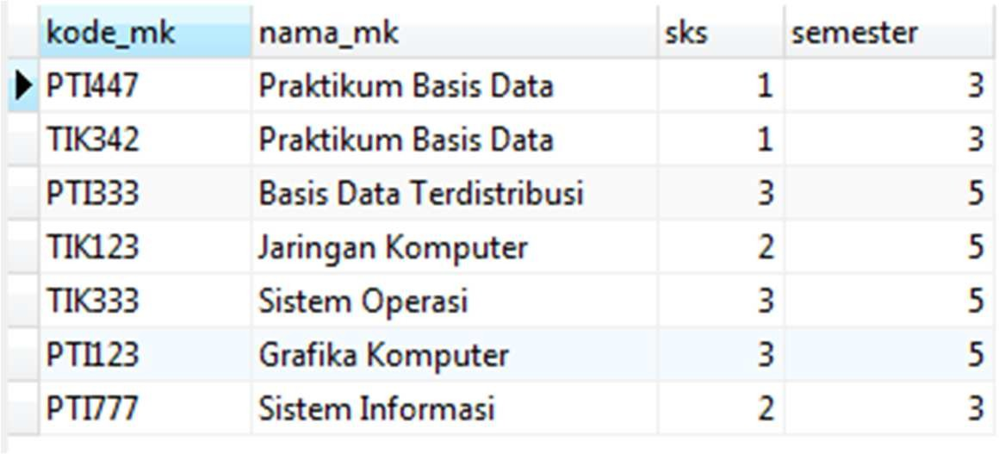 kode_mk nama_mk sks semester
PTI447 Praktikum Basis Data 1 3
TIK342 Praktikum Basis Data 1 3
PTI333 Basis Data Terdistribusi 3 5
TIK123 Jaringan Komputer 2 5
TIK333 Sistem Operasi 3 5
PTI123 Grafika Komputer 3 5
PTI777 Sistem Informasi 2 3